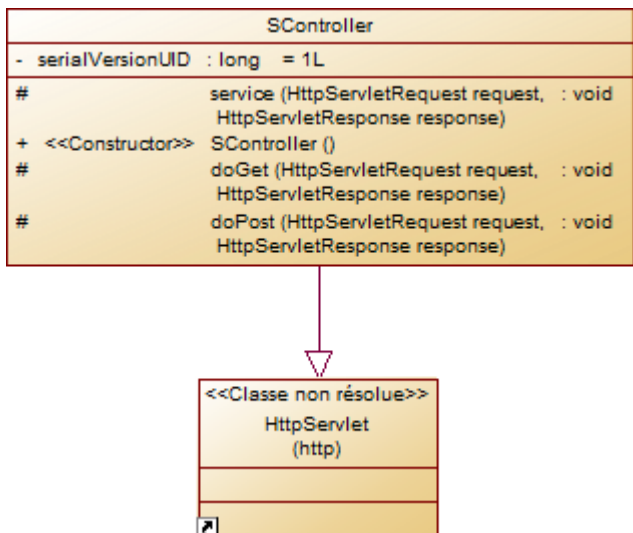 SController
- serialVersionUID : long = 1L
# service (HttpServletRequest request, : void
HttpServletResponse response)
+ <<Constructor>> SController ()
# doGet (HttpServletRequest request, : void
HttpServletResponse response)
# doPost (HttpServletRequest request, : void
HttpServletResponse response)
<<Classe non résolue>>
HttpServlet
(http)